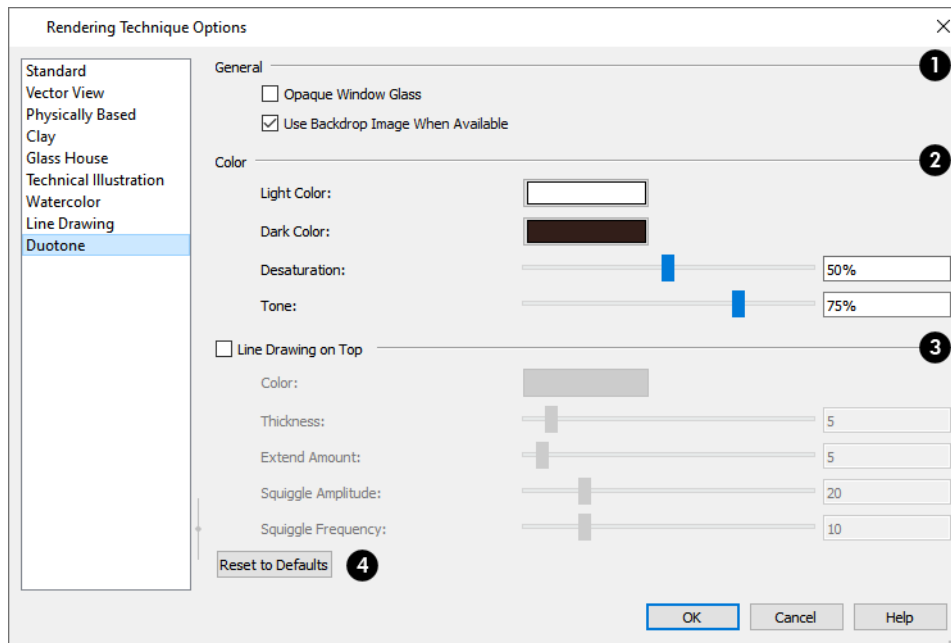 Rendering Technique Options
Standard
Vector View
Physically Based
Clay
Glass House
Technical Illustration
Watercolor
Line Drawing
Duotone
General 1
Opaque Window Glass
Use Backdrop Image When Available
Color 2
Light Color:
Dark Color:
Desaturation: 50%
Tone: 75%
Line Drawing on Top 3
Color:
Thickness: 5
Extend Amount: 5
Squiggle Amplitude: 20
Squiggle Frequency: 10
Reset to Defaults 4
OK Cancel Help